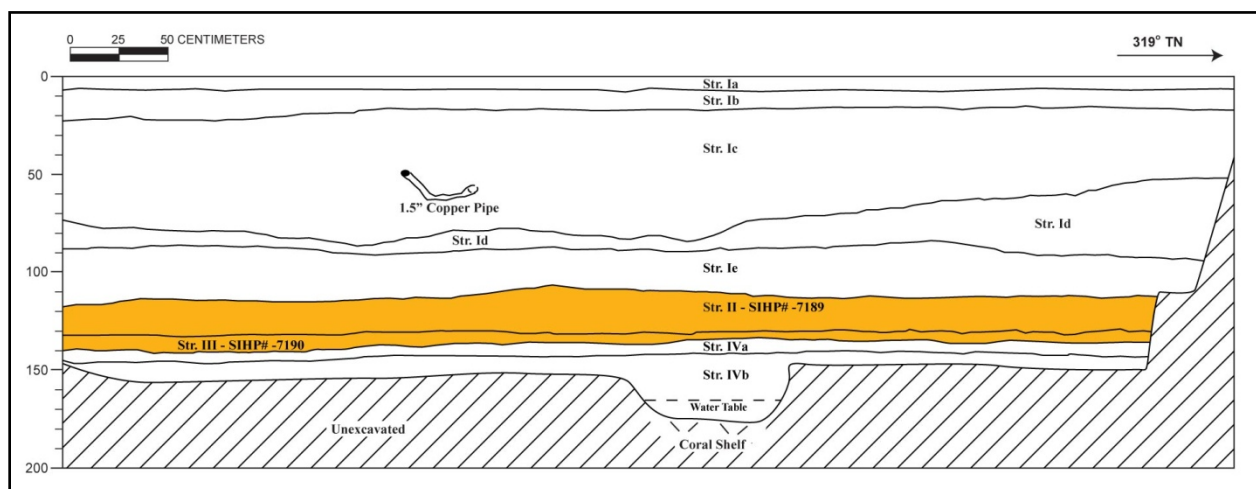 0 25 50 CENTIMETERS
319° TN
0
50
100
150
200
Str. Ia
Str. Ib
Str. Ic
1.5" Copper Pipe
Str. Id
Str. Id
Str. Ie
Str. II - SIHP# -7189
Str. III - SIHP# -7190
Str. IVa
Str. IVb
Water Table
Unexcavated
Coral Shelf